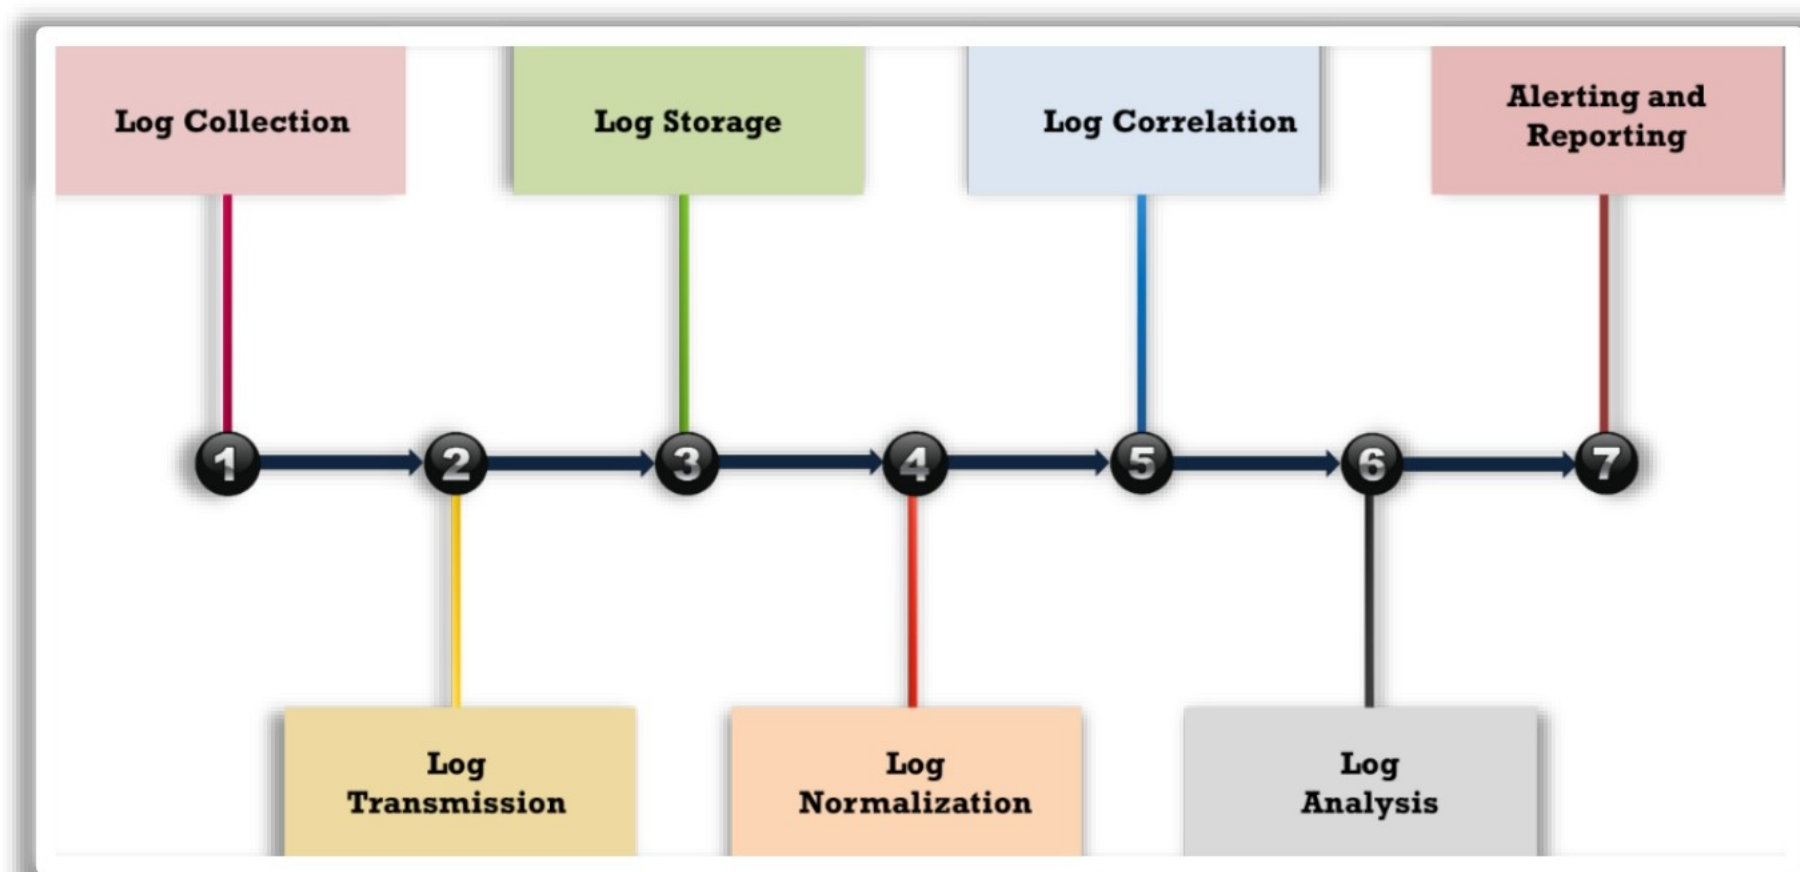 Log Collection
Log Storage
Log Correlation
Alerting and
Reporting
1
2
3
4
5
6
7
Log
Transmission
Log
Normalization
Log
Analysis